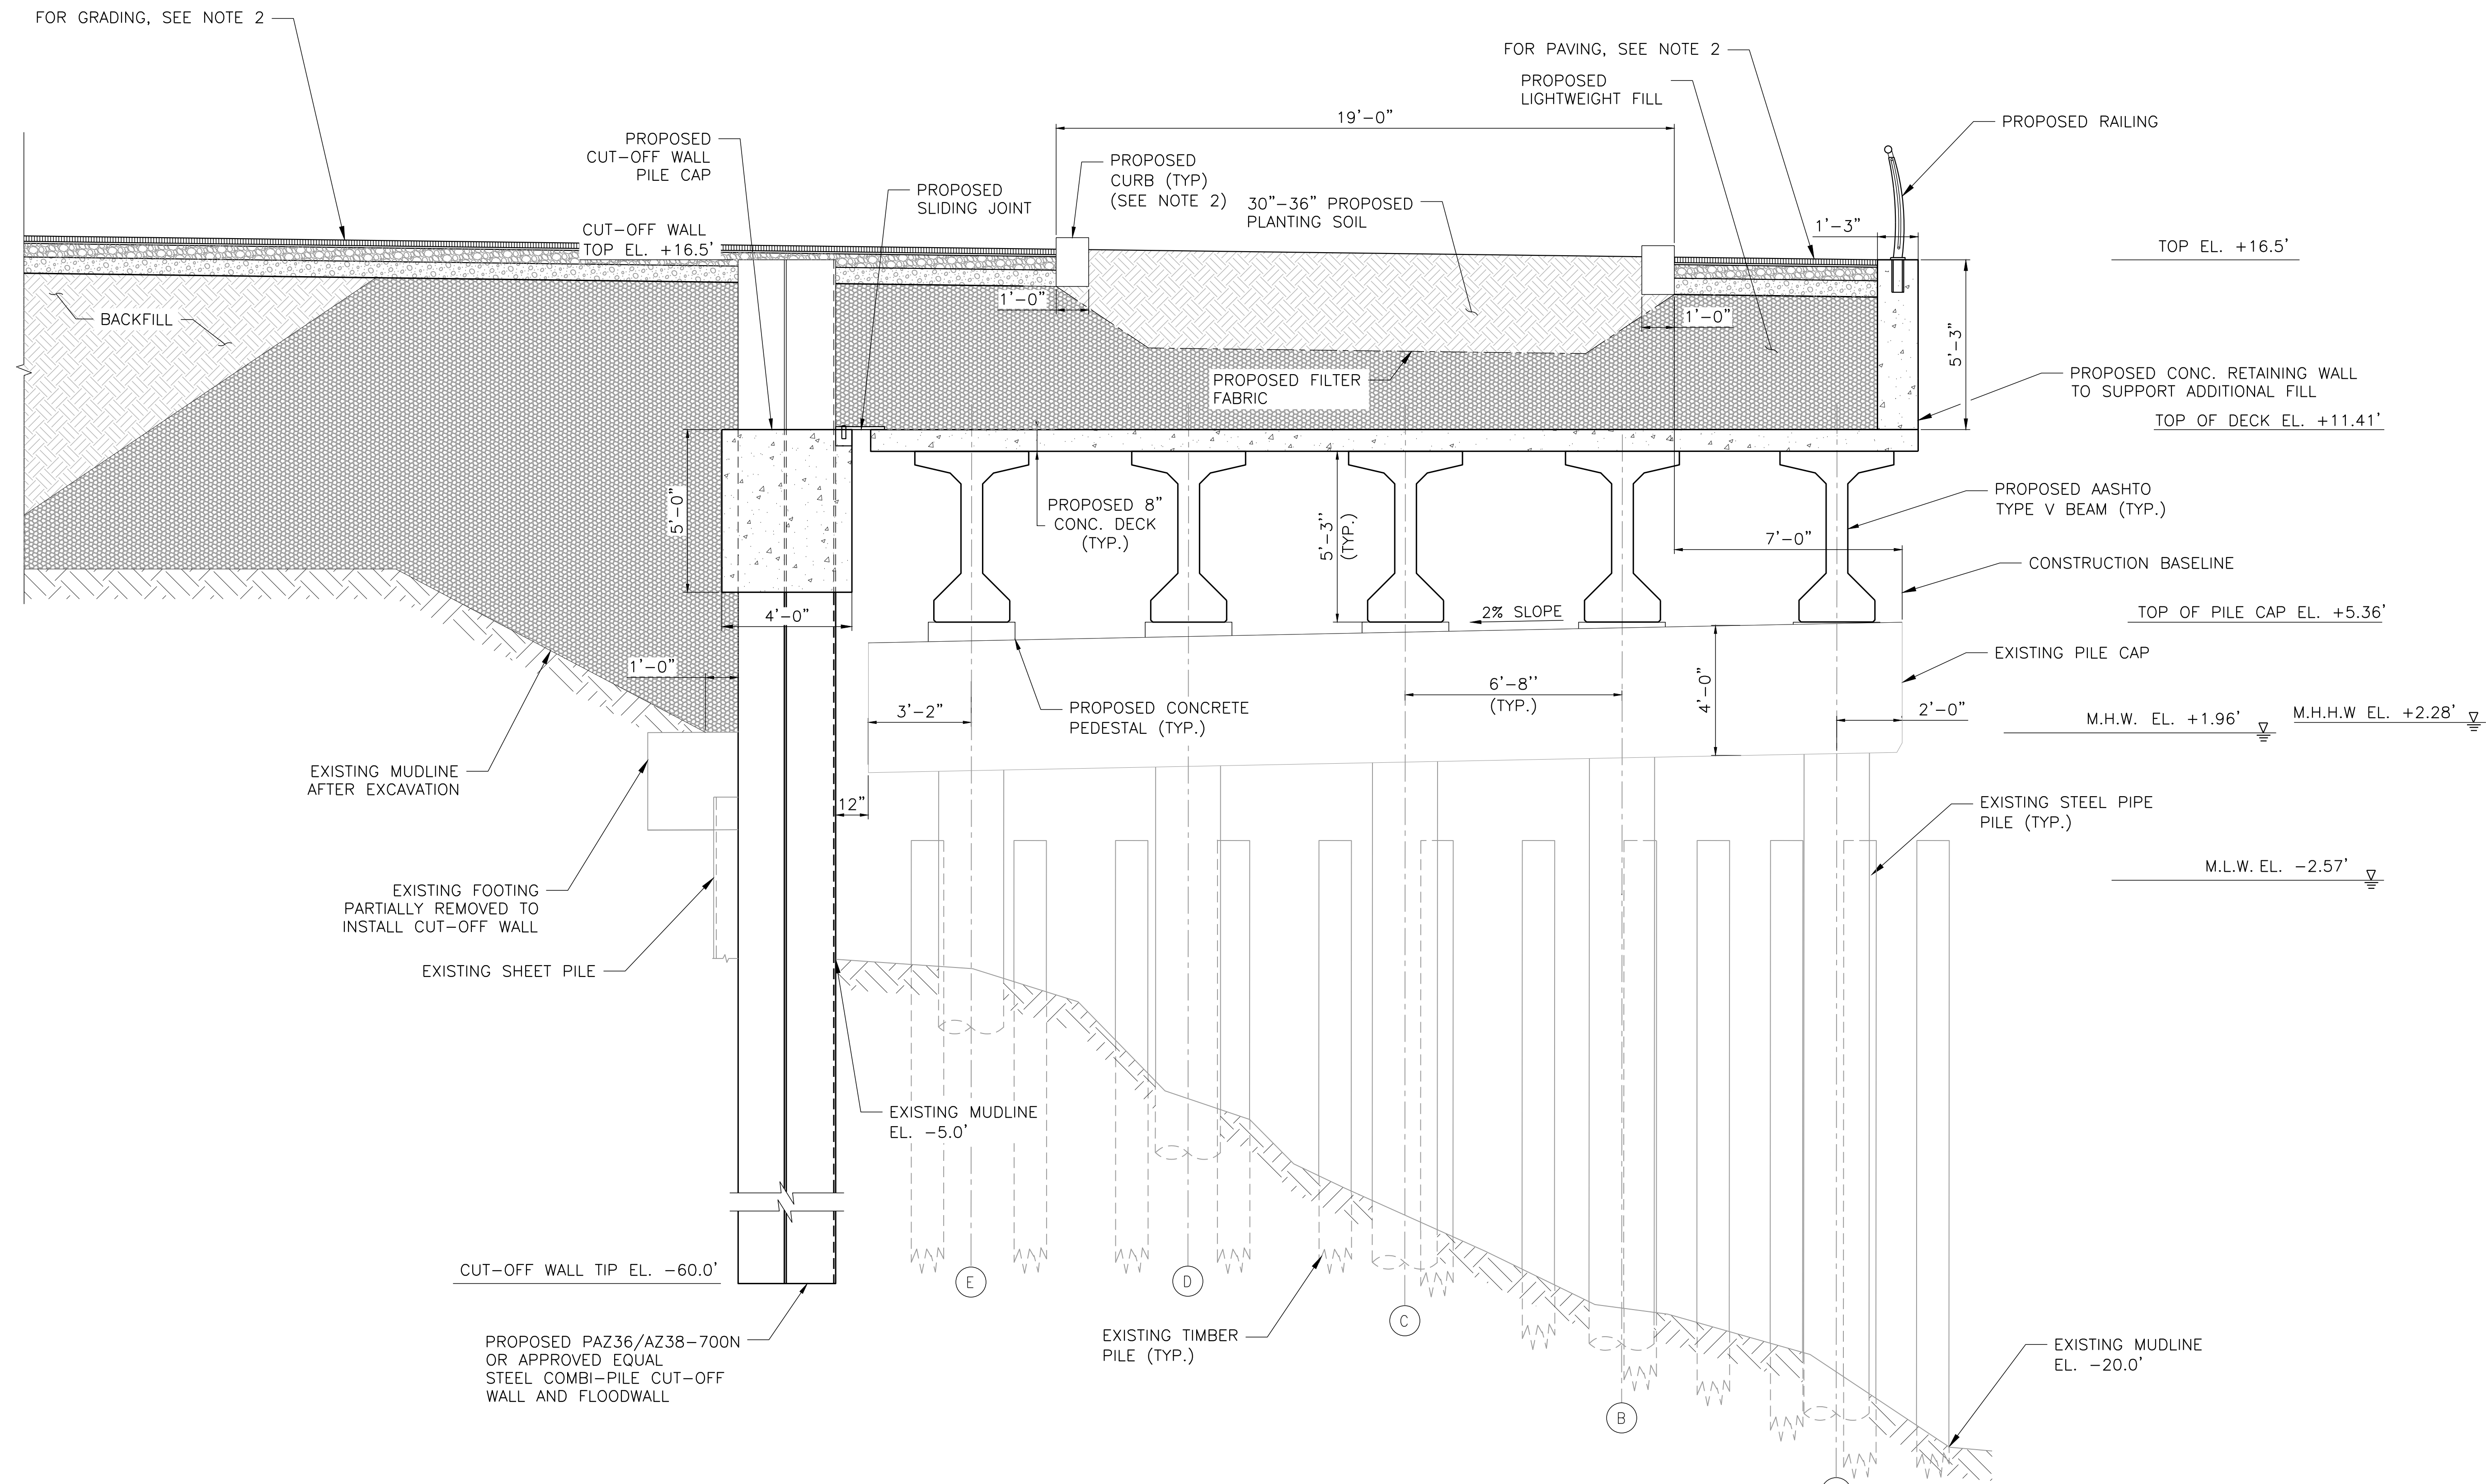 FOR GRADING, SEE NOTE 2
FOR PAVING, SEE NOTE 2
PROPOSED
LIGHTWEIGHT FILL
19'-0"
PROPOSED RAILING
PROPOSED
CUT-OFF WALL
PILE CAP
PROPOSED
CURB (TYP)
(SEE NOTE 2)
PROPOSED
SLIDING JOINT
30"-36" PROPOSED
PLANTING SOIL
1'-3"
CUT-OFF WALL
TOP EL. +16.5'
TOP EL. +16.5'
1'-0"
1'-0"
BACKFILL
5'-3"
PROPOSED FILTER
FABRIC
PROPOSED CONC. RETAINING WALL
TO SUPPORT ADDITIONAL FILL
TOP OF DECK EL. +11.41'
5'-0"
PROPOSED 8"
CONC. DECK
(TYP.)
5'-3"
(TYP.)
PROPOSED AASHTO
TYPE V BEAM (TYP.)
7'-0"
CONSTRUCTION BASELINE
4'-0"
2% SLOPE
TOP OF PILE CAP EL. +5.36'
1'-0"
EXISTING PILE CAP
6'-8"
(TYP.)
4'-0"
3'-2"
PROPOSED CONCRETE
PEDESTAL (TYP.)
2'-0"
M.H.W. EL. +1.96'
M.H.H.W EL. +2.28'
EXISTING MUDLINE
AFTER EXCAVATION
12"
EXISTING STEEL PIPE
PILE (TYP.)
M.L.W. EL. -2.57'
EXISTING FOOTING
PARTIALLY REMOVED TO
INSTALL CUT-OFF WALL
EXISTING SHEET PILE
EXISTING MUDLINE
EL. -5.0'
CUT-OFF WALL TIP EL. -60.0'
E
D
C
B
PROPOSED PAZ36/AZ38-700N
OR APPROVED EQUAL
STEEL COMBI-PILE CUT-OFF
WALL AND FLOODWALL
EXISTING TIMBER
PILE (TYP.)
EXISTING MUDLINE
EL. -20.0'